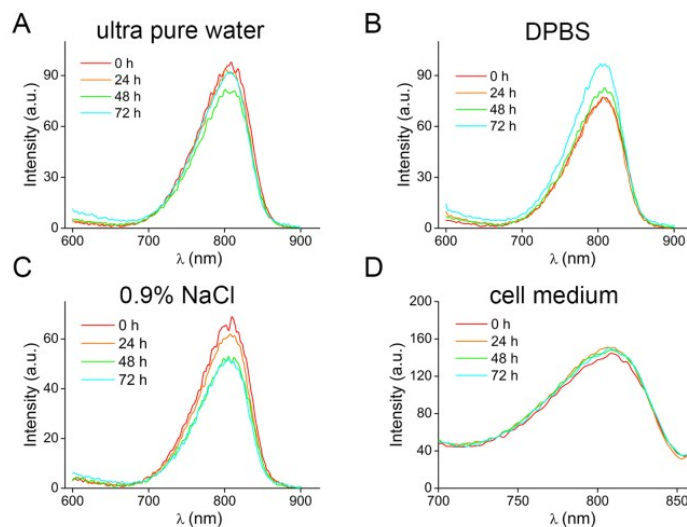 A
ultra pure water
Intensity (a.u.)
90
60
30
0
600
700
800
900
λ (nm)
0 h
24 h
48 h
72 h
B
DPBS
Intensity (a.u.)
90
60
30
0
600
700
800
900
λ (nm)
0 h
24 h
48 h
72 h
C
0.9% NaCl
Intensity (a.u.)
60
40
20
0
600
700
800
900
λ (nm)
0 h
24 h
48 h
72 h
D
cell medium
Intensity (a.u.)
200
160
120
80
40
0
700
750
800
850
λ (nm)
0 h
24 h
48 h
72 h